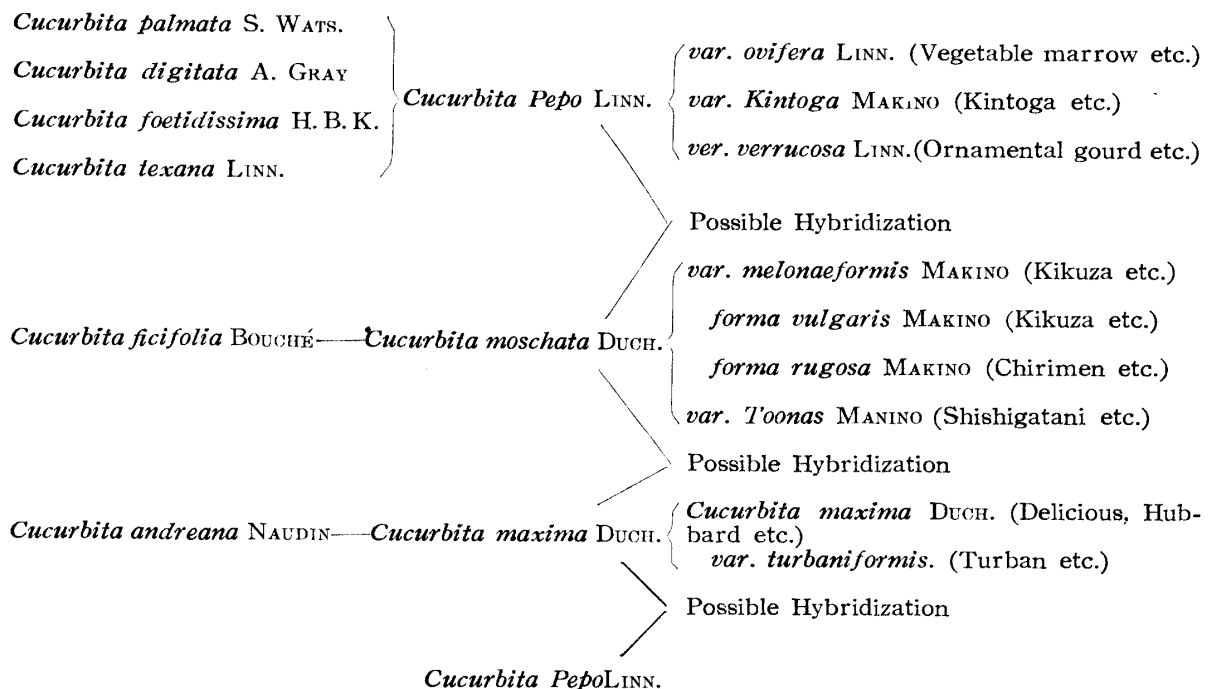 Cucurbita palmata S. WATS.
Cucurbita digitata A. GRAY
Cucurbita foetidissima H. B. K.
Cucurbita texana LINN.
Cucurbita Pepo LINN.
var. ovifera LINN. (Vegetable marrow etc.)
var. Kintoga MAKINO (Kintoga etc.)
ver. verrucosa LINN. (Ornamental gourd etc.)
Possible Hybridization
Cucurbita ficifolia BOUCHÉ
Cucurbita moschata DUCH.
var. melonaeformis MAKINO (Kikuza etc.)
forma vulgaris MAKINO (Kikuza etc.)
forma rugosa MAKINO (Chirimen etc.)
var. Toonas MANINO (Shishigatani etc.)
Possible Hybridization
Cucurbita andreana NAUDIN
Cucurbita maxima DUCH.
Cucurbita maxima DUCH. (Delicious, Hub-
bard etc.)
var. turbaniformis. (Turban etc.)
Possible Hybridization
Cucurbita Pepo LINN.